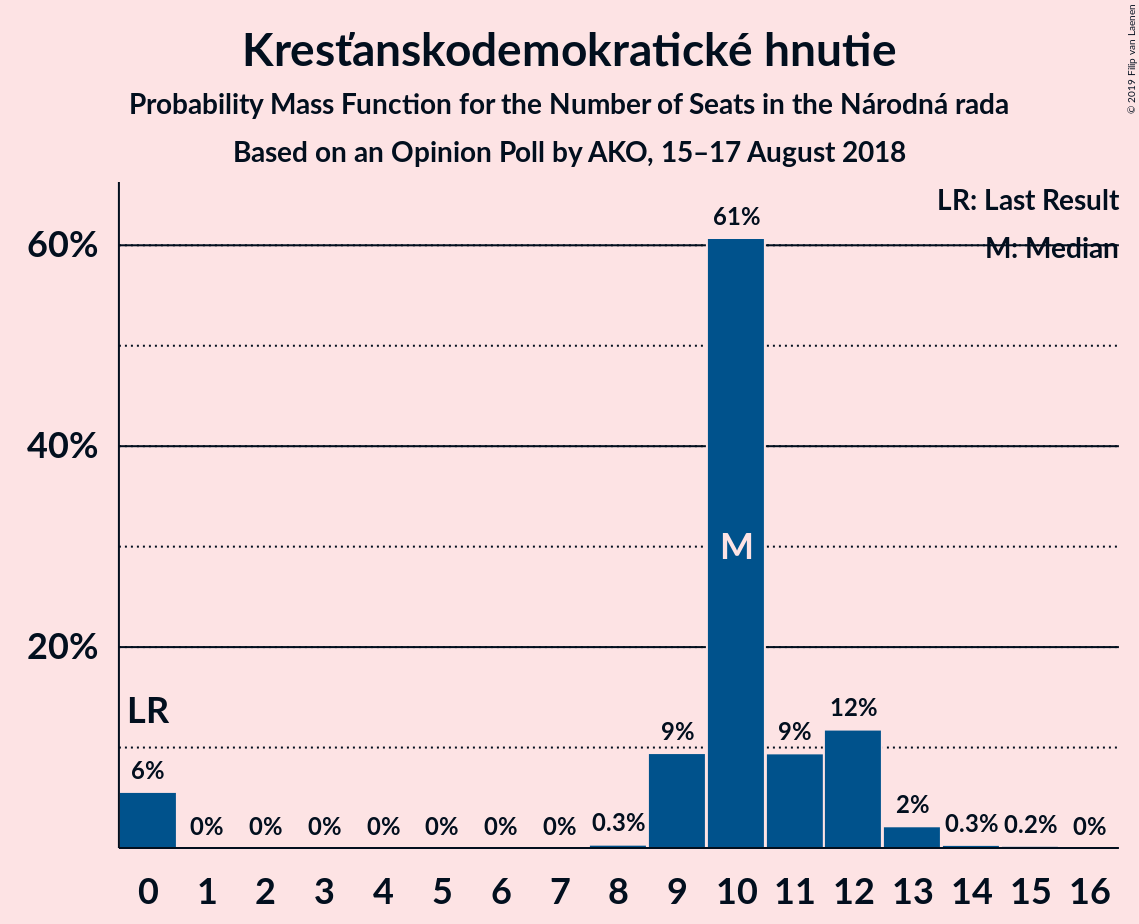 Kresťanskodemokratické hnutie
Probability Mass Function for the Number of Seats in the Národná rada
Based on an Opinion Poll by AKO, 15–17 August 2018
© 2019 Filip van Laenen
LR: Last Result
M: Median
60%
40%
20%
61%
M
LR
6%
0%
0%
0%
0%
0%
0%
0%
0.3%
9%
9%
12%
2%
0.3%
0.2%
0%
0 1 2 3 4 5 6 7 8 9 10 11 12 13 14 15 16